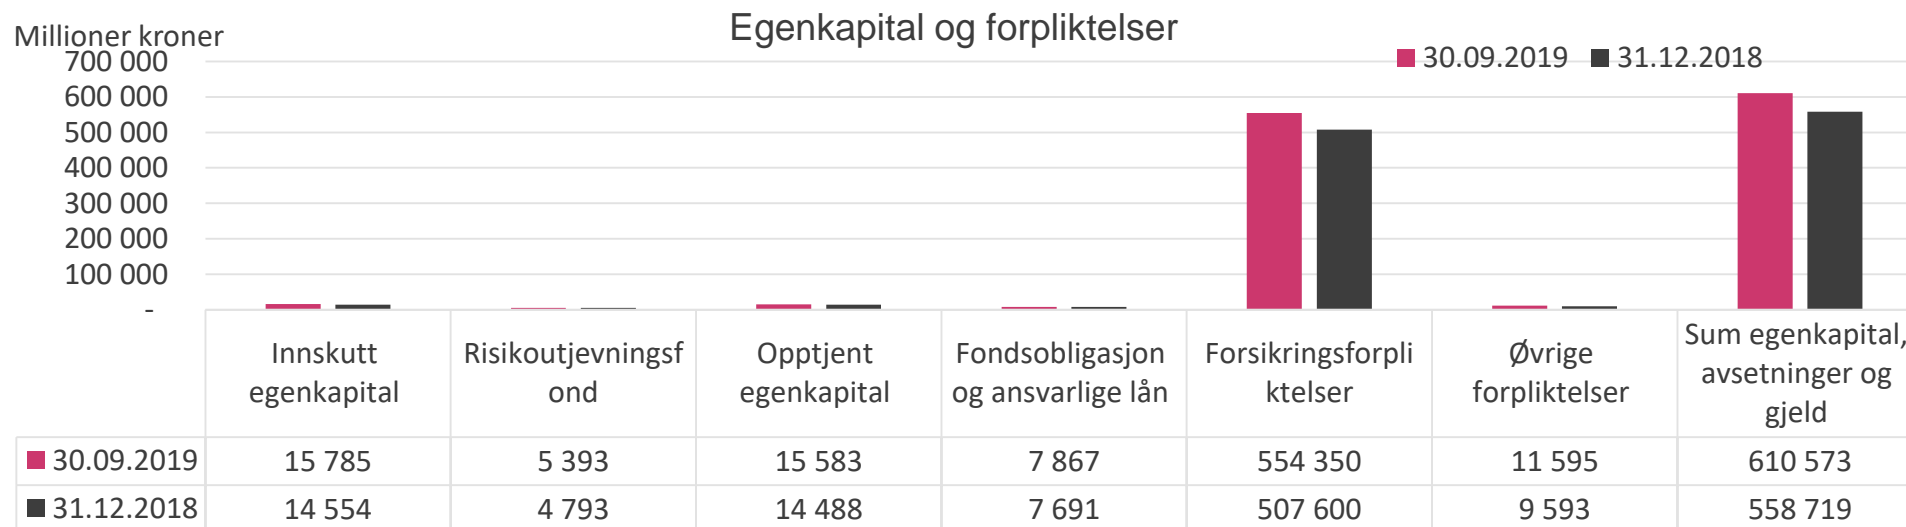 Egenkapital og forpliktelser
Millioner kroner
30.09.2019 31.12.2018
700 000
600 000
500 000
400 000
300 000
200 000
100 000
-
Innskutt
egenkapital
Risikoutjevningsf
ond
Opptjent
egenkapital
Fondsobligasjon
og ansvarlige lån
Forsikringsforpli
ktelser
Øvrige
forpliktelser
Sum egenkapital,
avsetninger og
gjeld
30.09.2019 15 785 5 393 15 583 7 867 554 350 11 595 610 573
31.12.2018 14 554 4 793 14 488 7 691 507 600 9 593 558 719